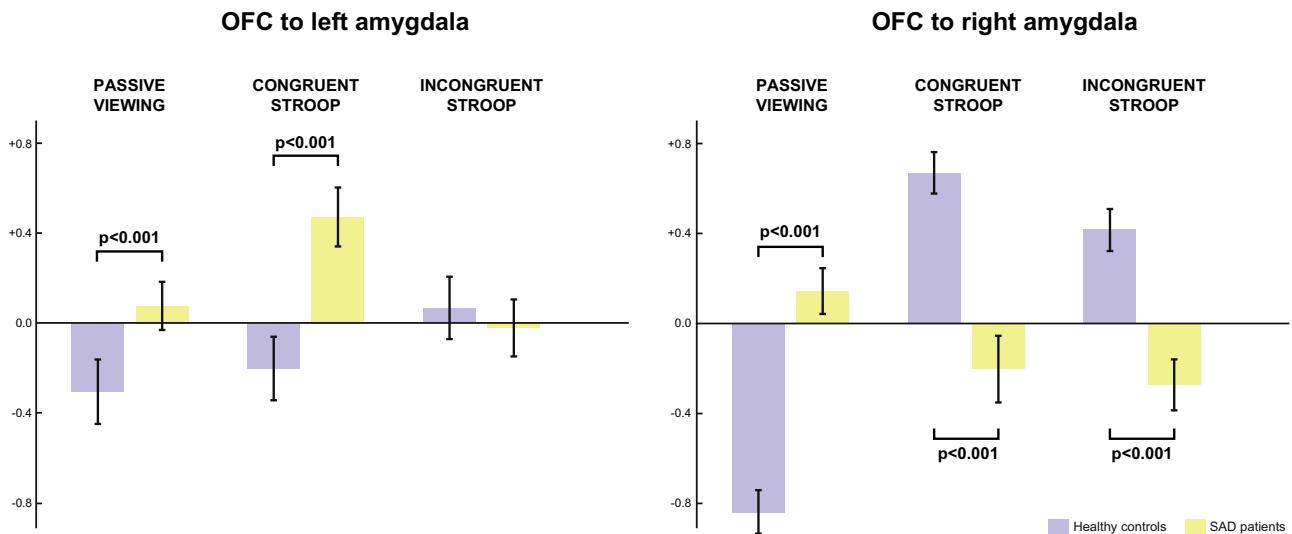 OFC to left amygdala
PASSIVE
VIEWING
CONGRUENT
STROOP
INCONGRUENT
STROOP
+0.8
+0.4
0.0
-0.4
-0.8
p<0.001
p<0.001
OFC to right amygdala
PASSIVE
VIEWING
CONGRUENT
STROOP
INCONGRUENT
STROOP
+0.8
+0.4
0.0
-0.4
-0.8
p<0.001
p<0.001
p<0.001
Healthy controls
SAD patients